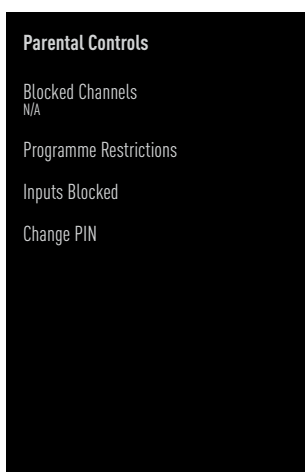 Parental Controls
Blocked Channels
N/A
Programme Restrictions
Inputs Blocked
Change PIN